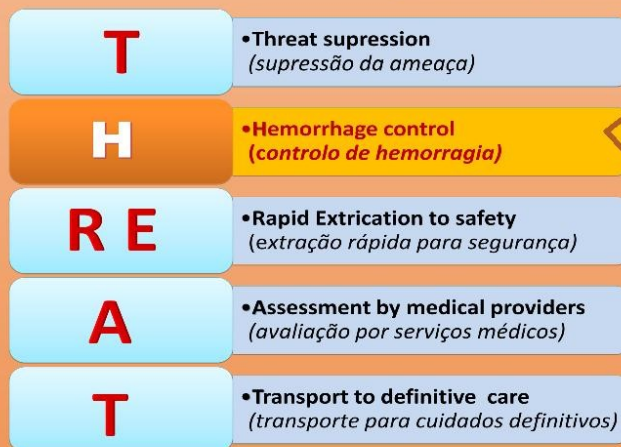 T
•Threat supression
(supressão da ameaça)
H
•Hemorrhage control
(controlo de hemorragia)
R E
•Rapid Extrication to safety
(extração rápida para segurança)
A
•Assessment by medical providers
(avaliação por serviços médicos)
T
•Transport to definitive care
(transporte para cuidados definitivos)